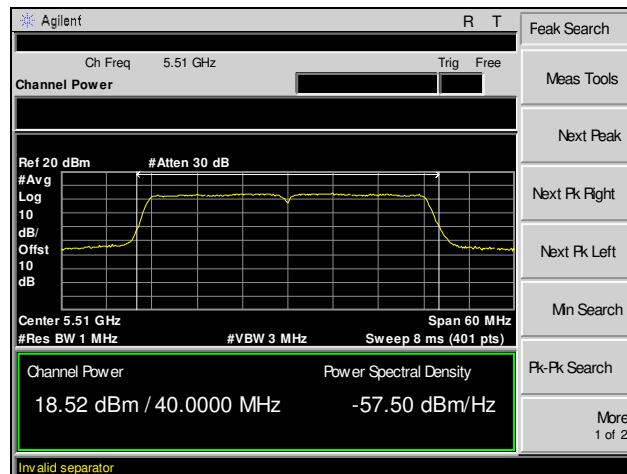 Agilent R T
Ch Freq 5.51 GHz Trig Free
Channel Power
Ref 20 dBm #Atten 30 dB
#Avg
Log
10
dB/
Offst
10
dB
Center 5.51 GHz Span 60 MHz
#Res BW 1 MHz #VBW 3 MHz Sweep 8 ms (401 pts)
Channel Power Power Spectral Density
18.52 dBm / 40.0000 MHz -57.50 dBm/Hz
Invalid separator
Feak Search
Meas Tools
Next Peak
Next Pk Right
Next Pk Left
Min Search
Pk-Pk Search
More
1 of 2